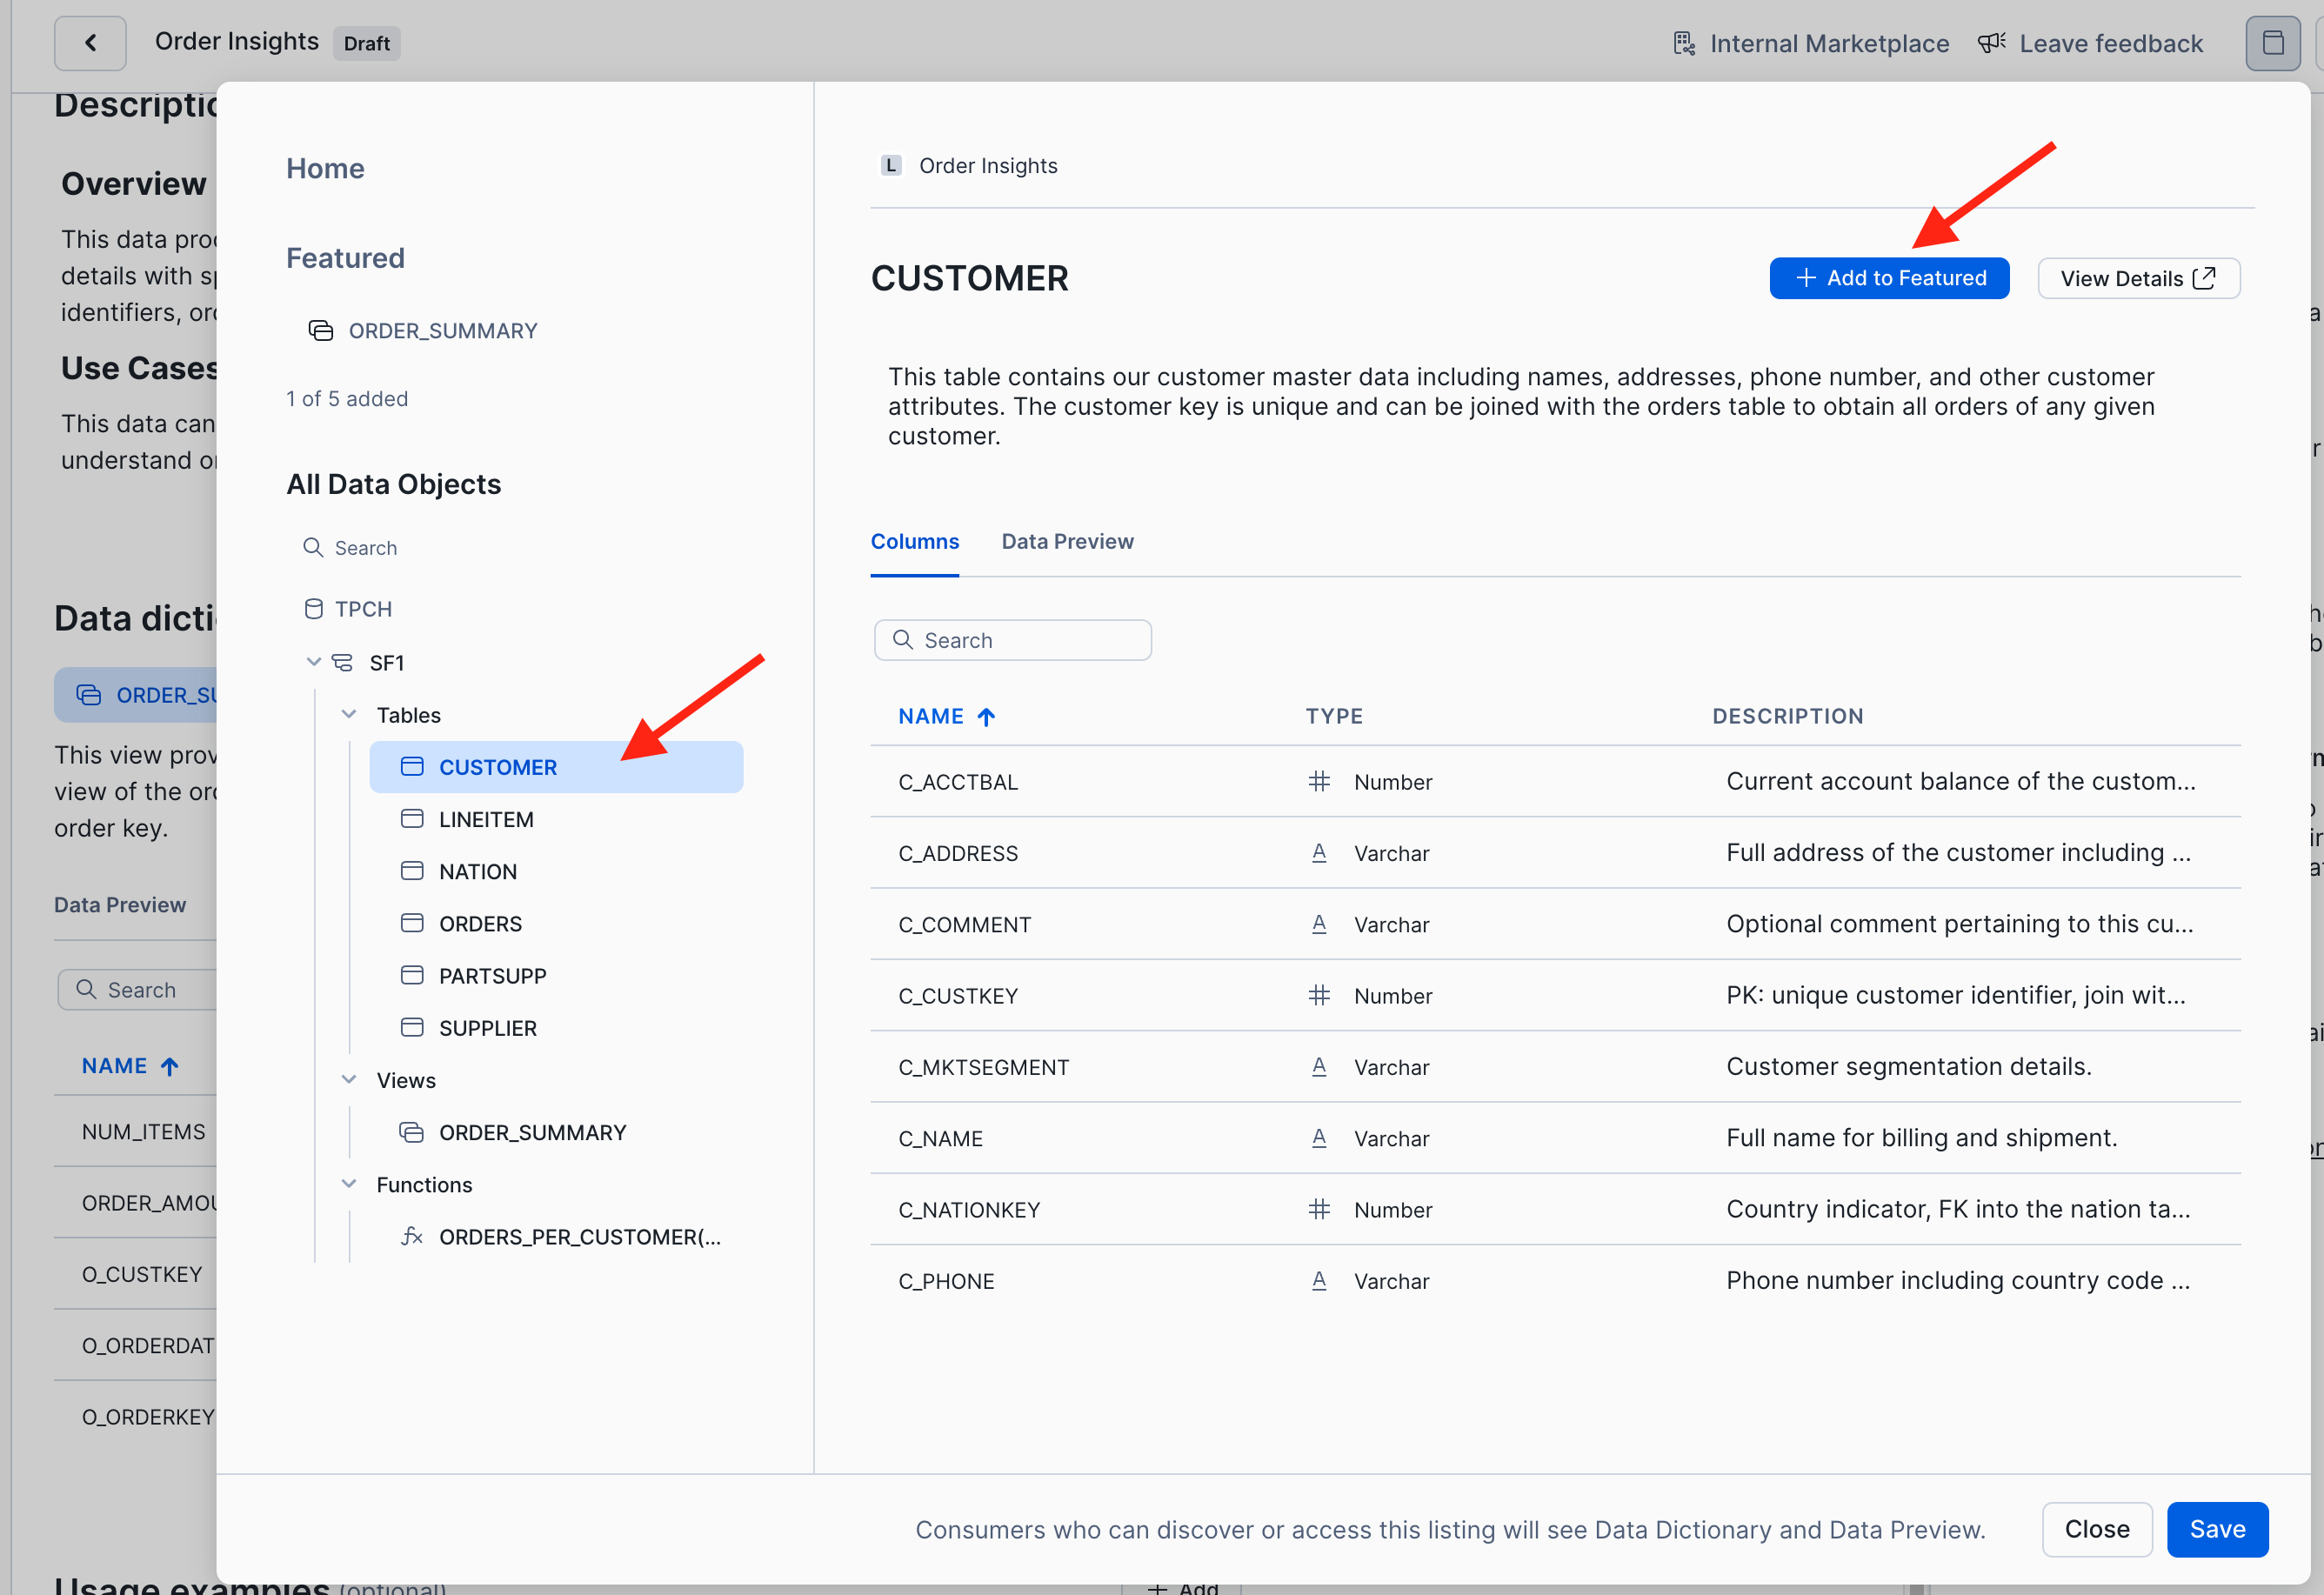 Order Insights
Draft
Internal Marketplace
Leave feedback
Overview
This data
details with
identifiers,
Use Cases
This data can
understand
Data
This view
view of the
order key.
Data Preview
Search
NAME
NUM_ITEMS
O_CUSTKEY
O_ORDERKEY
Usage examples (optional)
Add
Home
Featured
ORDER_SUMMARY
1 of 5 added
All Data Objects
Search
TPCH
SF1
Tables
CUSTOMER
LINEITEM
NATION
ORDERS
PARTSUPP
SUPPLIER
Views
ORDER_SUMMARY
Functions
ORDERS_PER_CUSTOMER(...
L Order Insights
CUSTOMER
Add to Featured
View Details
This table contains our customer master data including names, addresses, phone number, and other customer
attributes. The customer key is unique and can be joined with the orders table to obtain all orders of any given
customer.
Columns Data Preview
Search
NAME TYPE DESCRIPTION
C_ACCTBAL Number Current account balance of the custom...
C_ADDRESS A Varchar Full address of the customer including ...
C_COMMENT A Varchar Optional comment pertaining to this cu...
C_CUSTKEY Number PK: unique customer identifier, join wit...
C_MKTSEGMENT A Varchar Customer segmentation details.
C_NAME A Varchar Full name for billing and shipment.
C_NATIONKEY Number Country indicator, FK into the nation ta...
C_PHONE A Varchar Phone number including country code ...
Consumers who can discover or access this listing will see Data Dictionary and Data Preview.
Close
Save